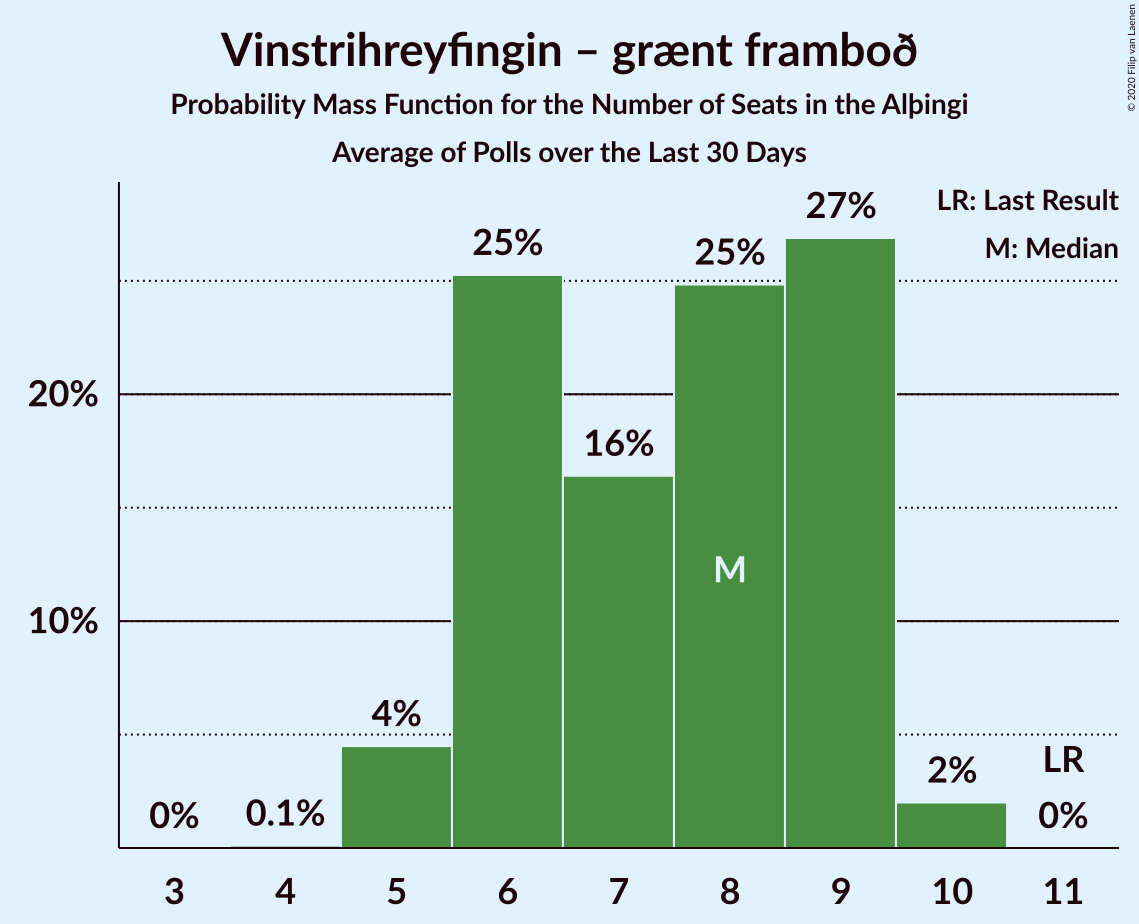 Vinstrihreyfingin – grænt framboð
Probability Mass Function for the Number of Seats in the Alþingi
Average of Polls over the Last 30 Days
© 2020 Filip van Laenen
LR: Last Result
M: Median
27%
25%
25%
20%
16%
M
10%
4%
LR
2%
0%
0.1%
0%
3 4 5 6 7 8 9 10 11